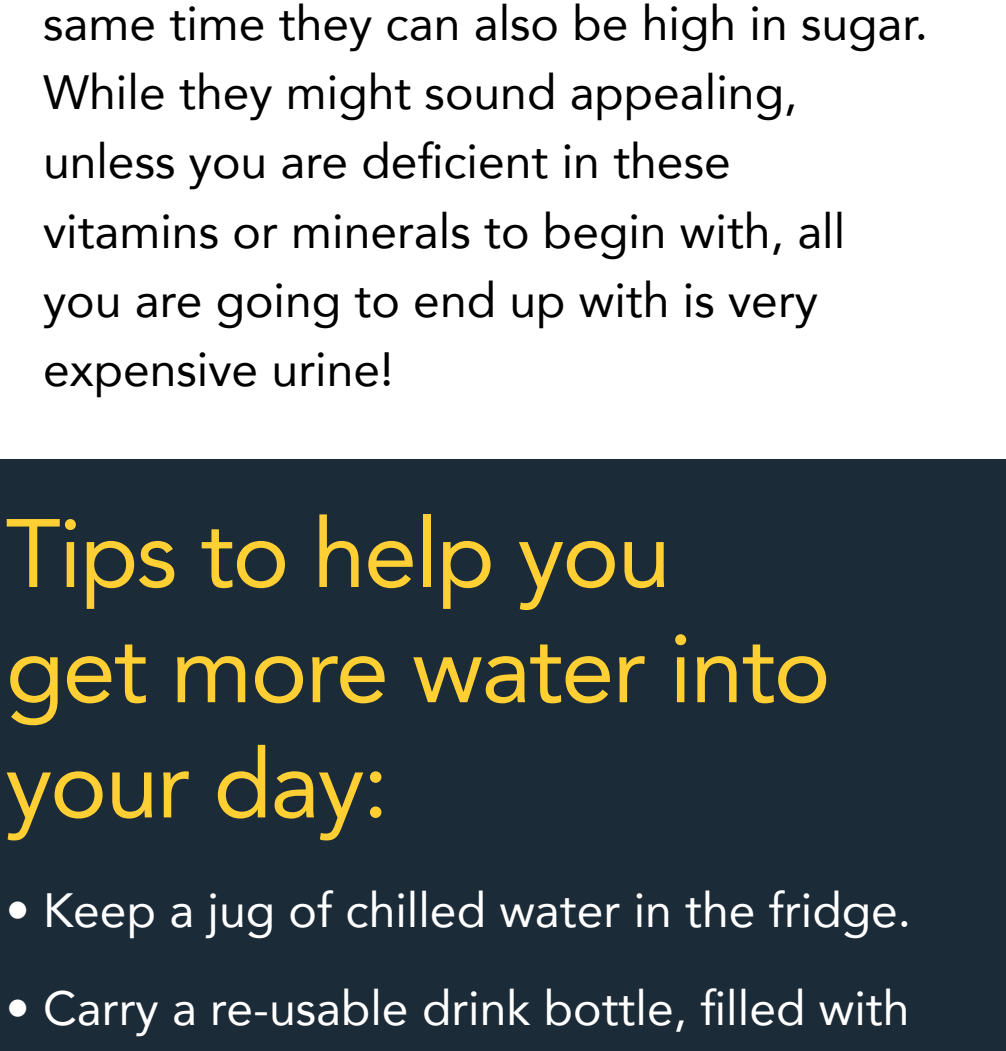 same time they can also be high in sugar.
While they might sound appealing,
unless you are deficient in these
vitamins or minerals to begin with, all
you are going to end up with is very
expensive urine!
Tips to help you
get more water into
your day:
• Keep a jug of chilled water in the fridge.
• Carry a re-usable drink bottle, filled with